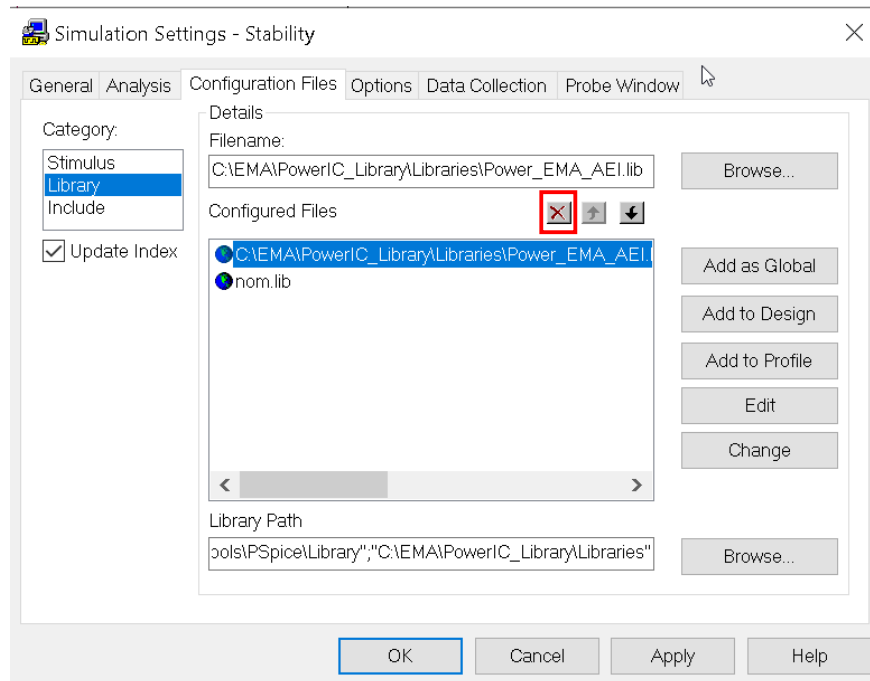 Simulation Settings - Stability
General Analysis Configuration Files Options Data Collection Probe Window
Category:
Stimulus
Library
Include
Update Index
Details
Filename:
C:\EMA\PowerIC_Library\Libraries\Power_EMA_AEI.lib
Browse...
Configured Files
C:\EMA\PowerIC_Library\Libraries\Power_EMA_AEI.l
nom.lib
Add as Global
Add to Design
Add to Profile
Edit
Change
Library Path
ools\PSpice\Library";"C:\EMA\PowerIC_Library\Libraries"
Browse...
OK Cancel Apply Help